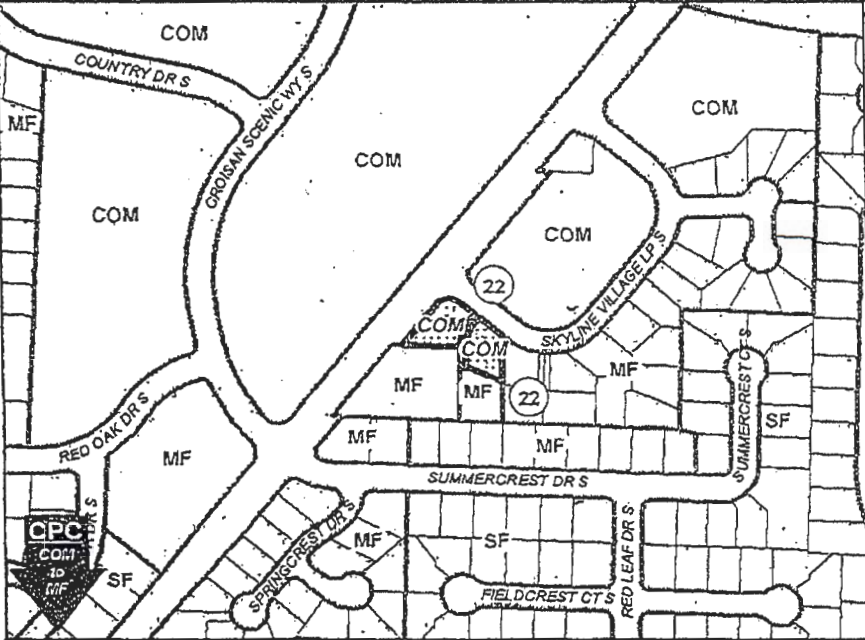 COM
COUNTRY DR S
CROISAN SCENIC WY S
MF
COM
COM
COM
COM
22
SKYLINE VILLAGE LP S
COM
COM
MF
MF
MF
22
SUMMERCREST CT S
SF
RED OAK DR S
MF
MF
MF
SUMMERCREST DR S
DR S
CPC
COM
TO
MF
SF
SPRINGCREST DR S
MF
SF
RED LEAF DR S
FIELDCREST CT S